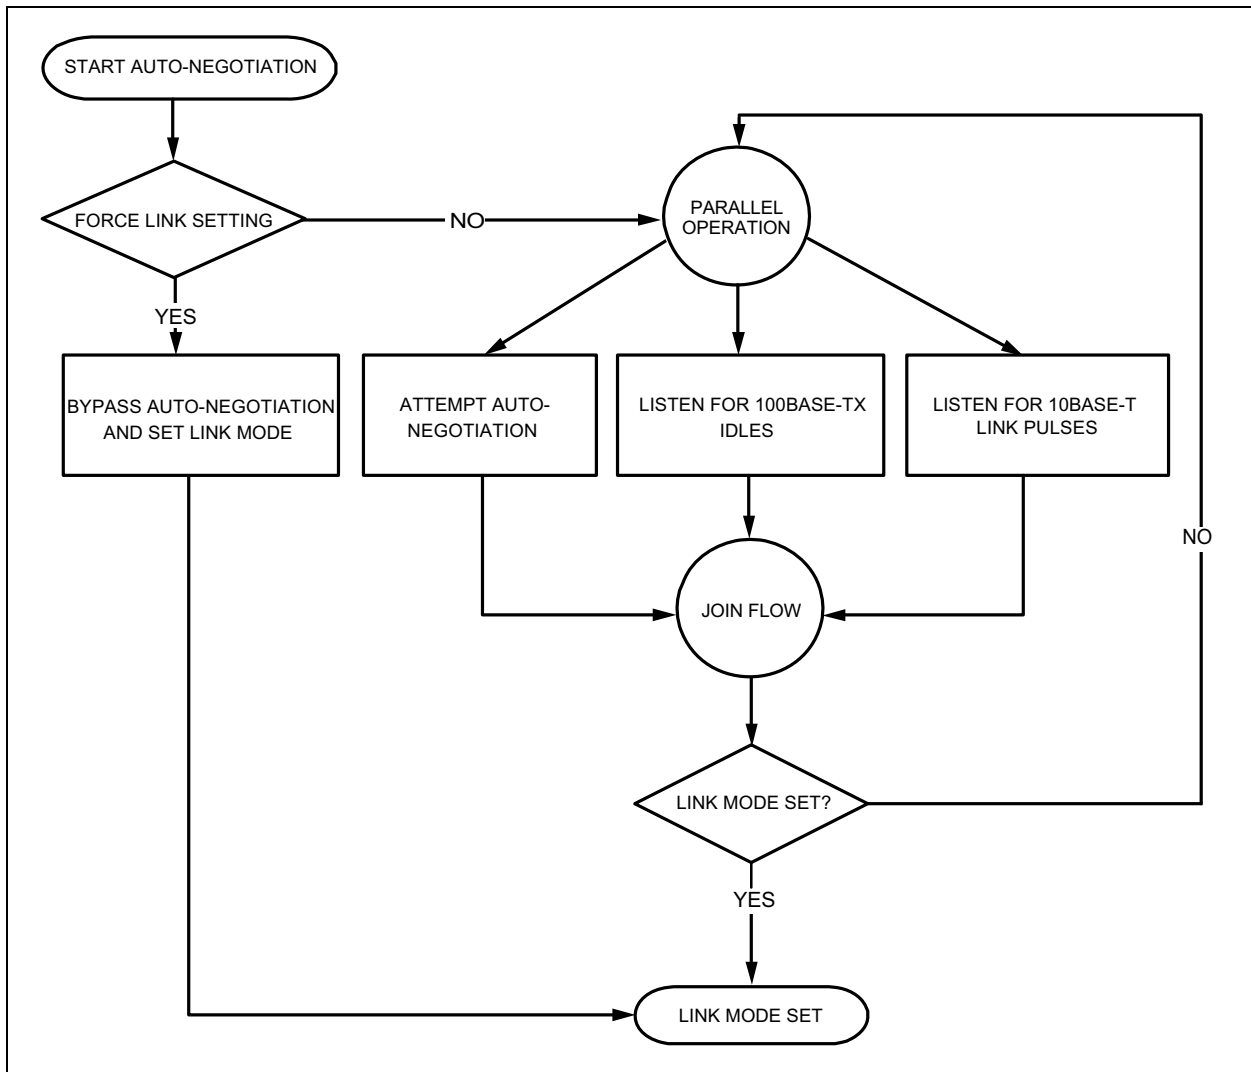 START AUTO-NEGOTIATION
FORCE LINK SETTING
NO
PARALLEL
OPERATION
YES
BYPASS AUTO-NEGOTIATION
AND SET LINK MODE
ATTEMPT AUTO-
NEGOTIATION
LISTEN FOR 100BASE-TX
IDLES
LISTEN FOR 10BASE-T
LINK PULSES
NO
JOIN FLOW
LINK MODE SET?
YES
LINK MODE SET